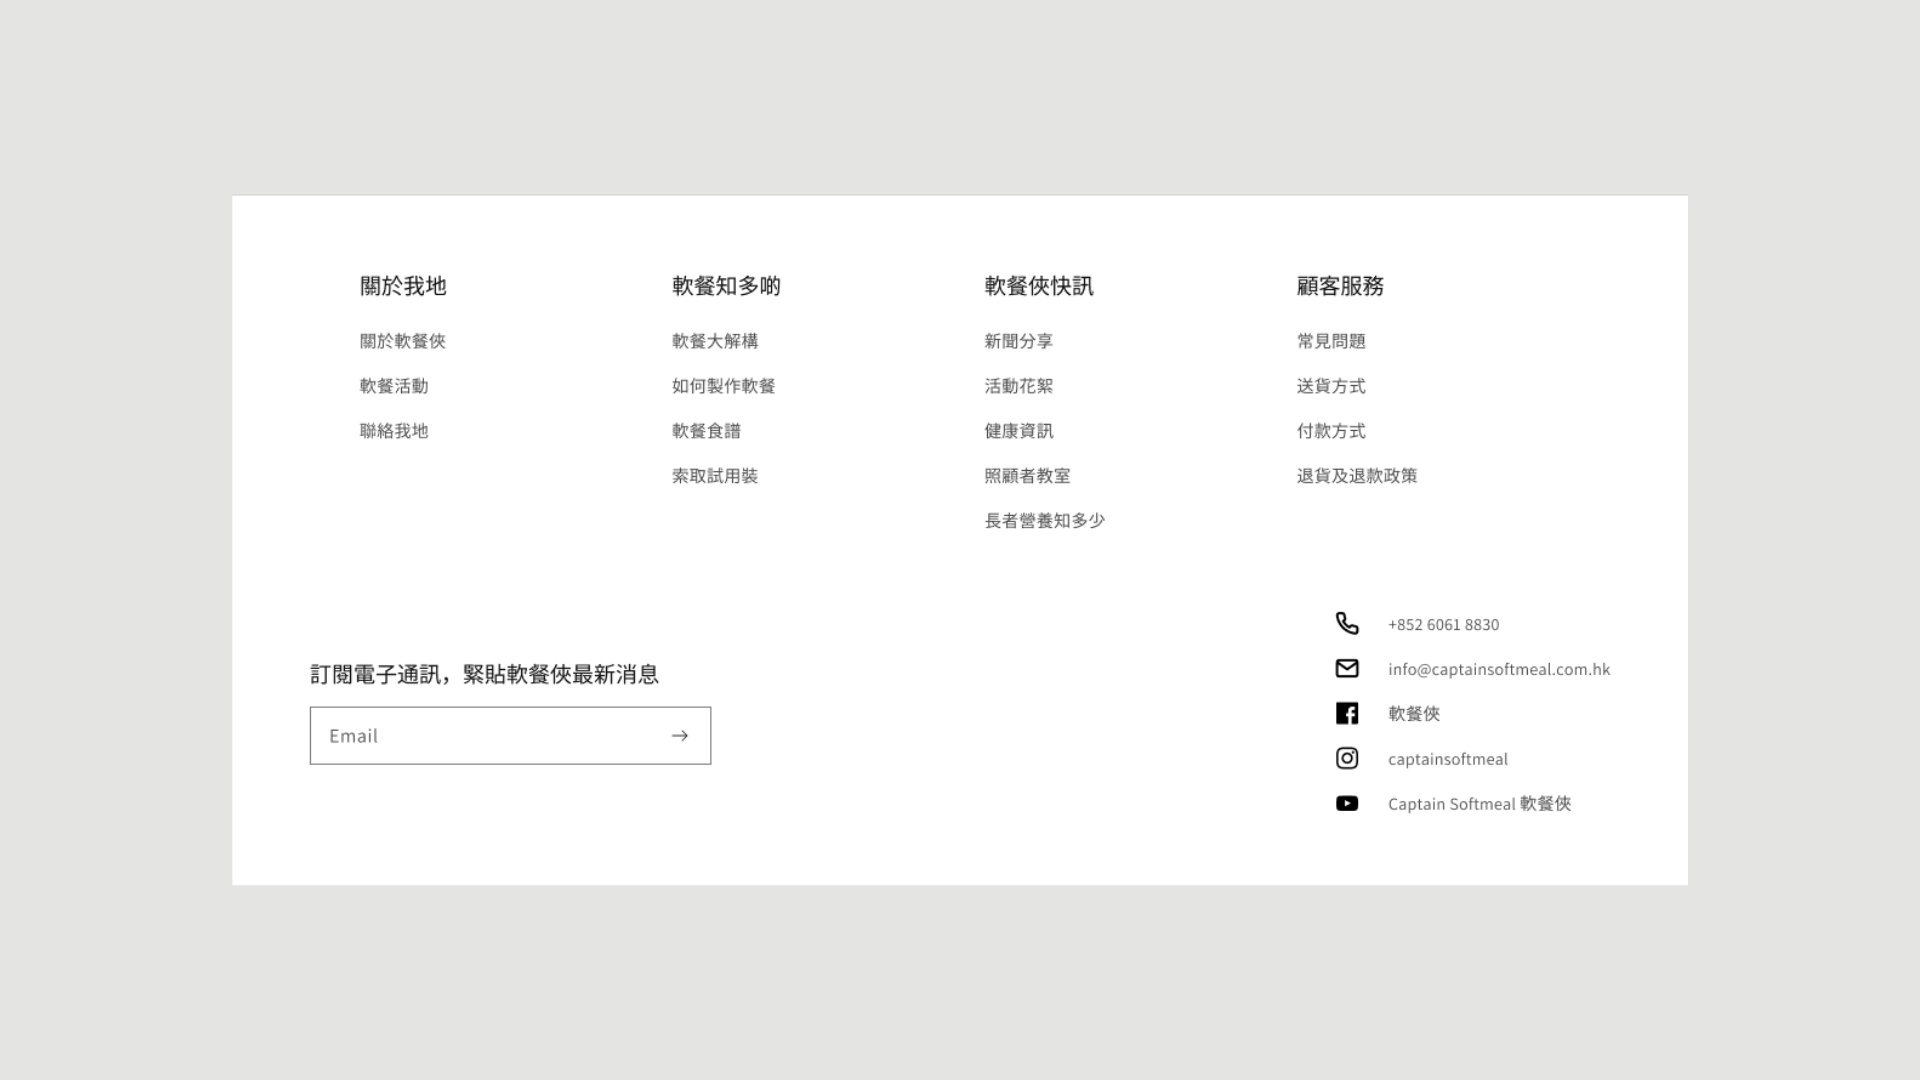 關於我地
關於軟餐俠
軟餐活動
聯絡我地
軟餐知多啲
軟餐大解構
如何製作軟餐
軟餐食譜
索取試用裝
軟餐俠快訊
新聞分享
活動花絮
健康資訊
照顧者教室
長者營養知多少
顧客服務
常見問題
送貨方式
付款方式
退貨及退款政策
訂閱電子通訊，緊貼軟餐俠最新消息
Email
+852 6061 8830
info@captainsoftmeal.com.hk
軟餐俠
captainsoftmeal
Captain Softmeal 軟餐俠